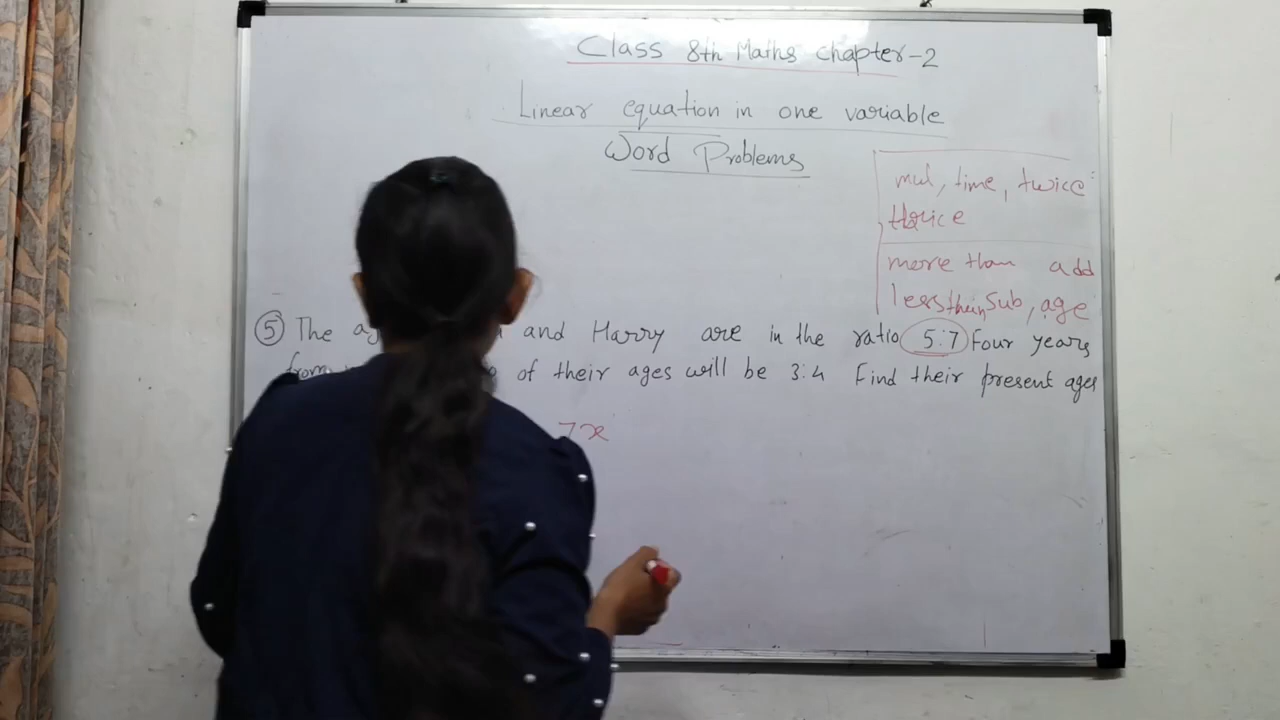 Class 8th Maths chapter-2
Linear equation in one variable
Word Problems
mul, time, twice
thrice
more than add
less then sub, age
⑤ The and Harry are in the ratio 5:7 Four years
from of their ages will be 3:4 Find their present ages
7x